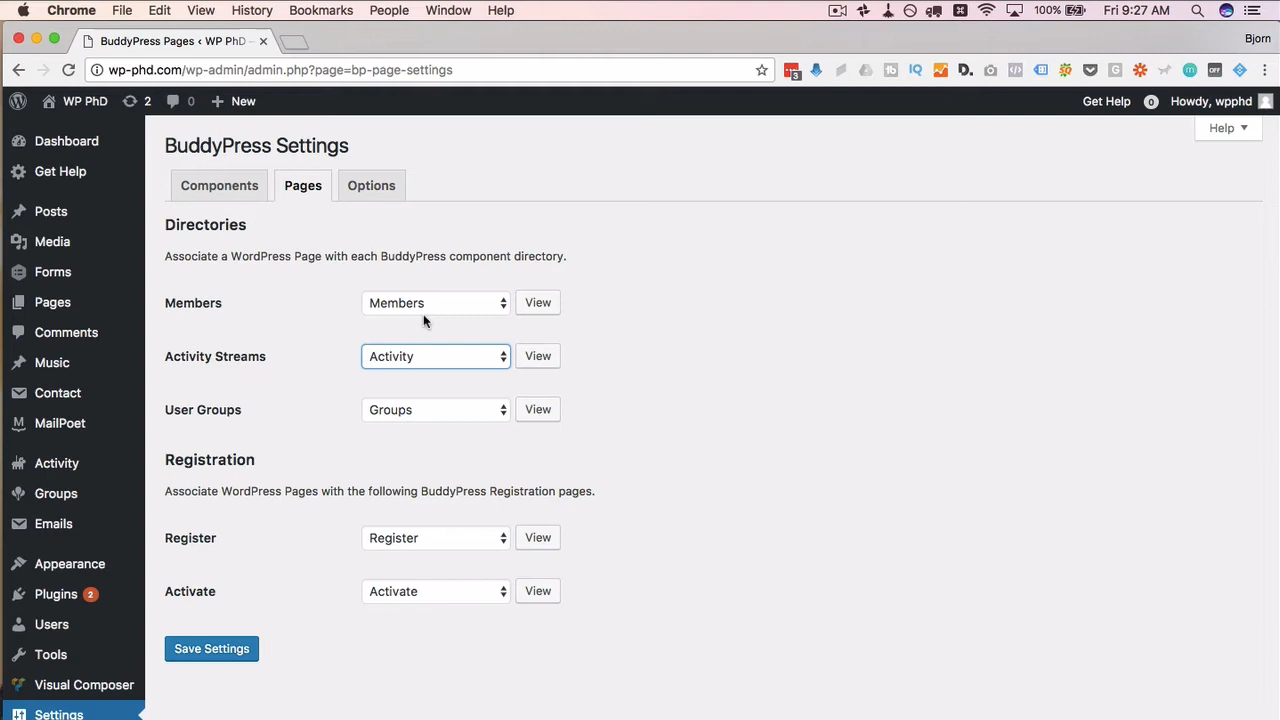 Chrome File Edit View History Bookmarks People Window Help 100% Fri 9:27 AM
BuddyPress Pages < WP PhD – Bjorn
wp-phd.com/wp-admin/admin.php?page=bp-page-settings
WP PhD 2 0 + New Get Help 0 Howdy, wpphd
Help
BuddyPress Settings
Components Pages Options
Dashboard
Get Help
Posts
Media
Forms
Pages
Comments
Music
Contact
MailPoet
Activity
Groups
Emails
Appearance
Plugins 2
Users
Tools
Visual Composer
Settings
Directories
Associate a WordPress Page with each BuddyPress component directory.
Members Members View
Activity Streams Activity View
User Groups Groups View
Registration
Associate WordPress Pages with the following BuddyPress Registration pages.
Register Register View
Activate Activate View
Save Settings